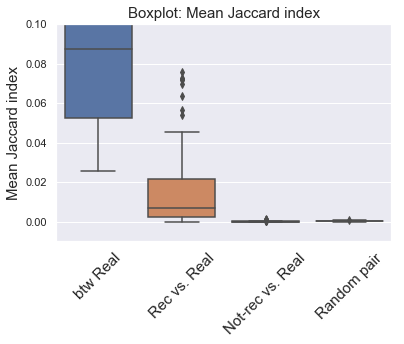 Boxplot: Mean Jaccard index
Mean Jaccard index
0.10
0.08
0.06
0.04
0.02
0.00
btw Real
Rec vs. Real
Not-rec vs. Real
Random pair